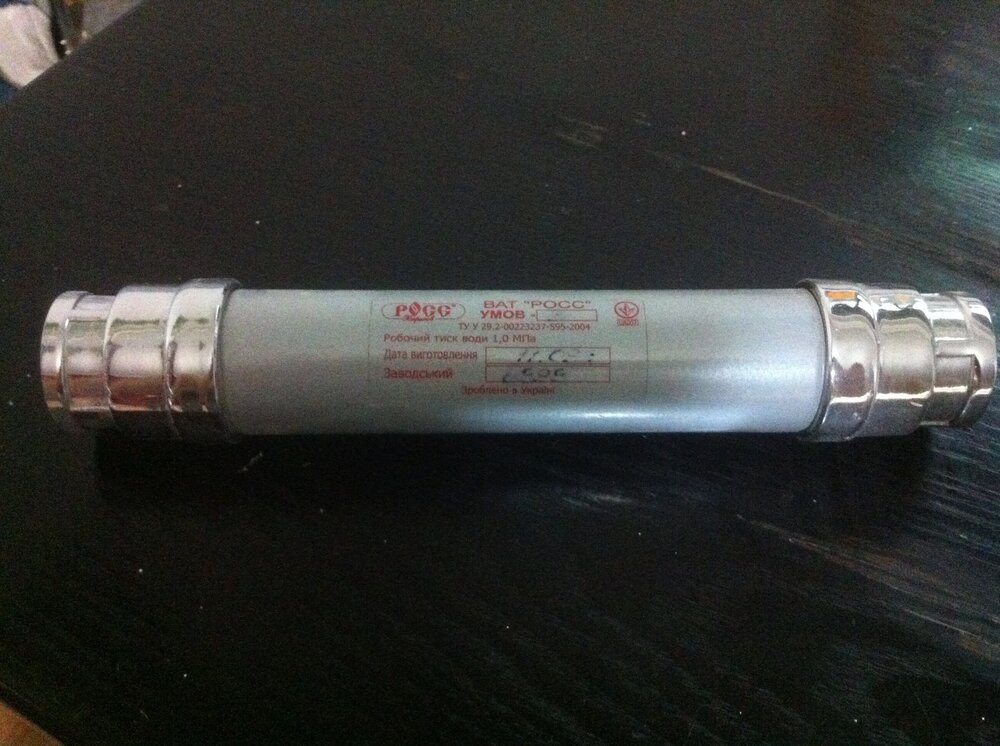 РОСС
ВАТ "РОСС"
УМОВ -
ТУ У 29.2-00223237-595-2004
Робочий тиск води 1,0 МПа
Дата виготовлення
Заводський
Зроблено в Україні